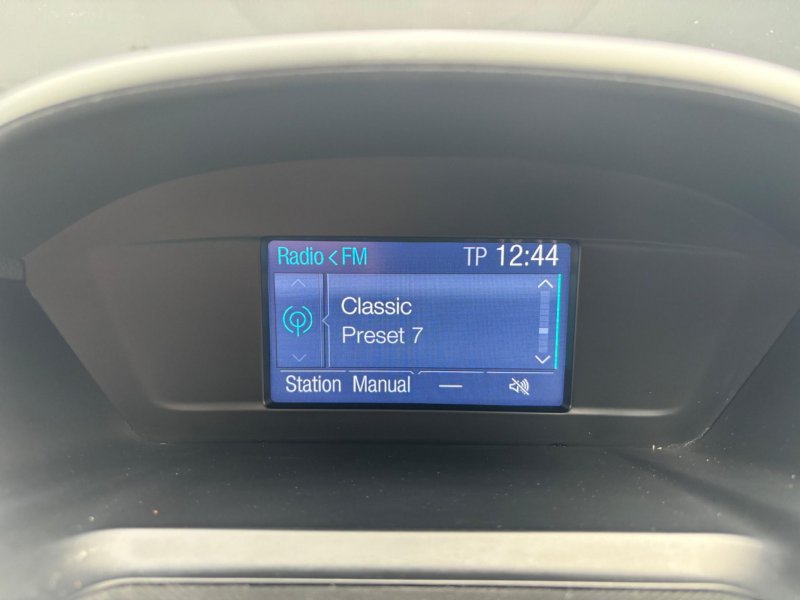 Radio < FM TP 12:44
Classic
Preset 7
Station Manual —